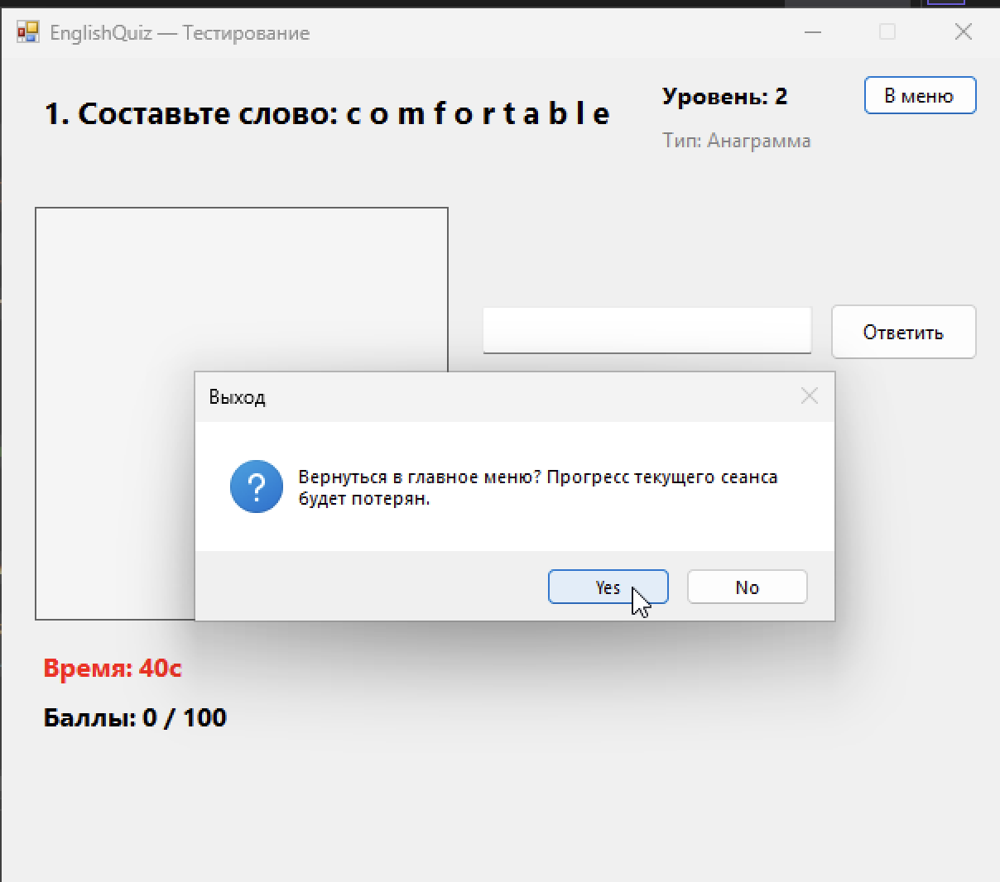 EnglishQuiz — Тестирование
1. Составьте слово: c o m f o r t a b l e
Уровень: 2
В меню
Тип: Анаграмма
Ответить
Выход
Вернуться в главное меню? Прогресс текущего сеанса
будет потерян.
Yes
No
Время: 40с
Баллы: 0 / 100